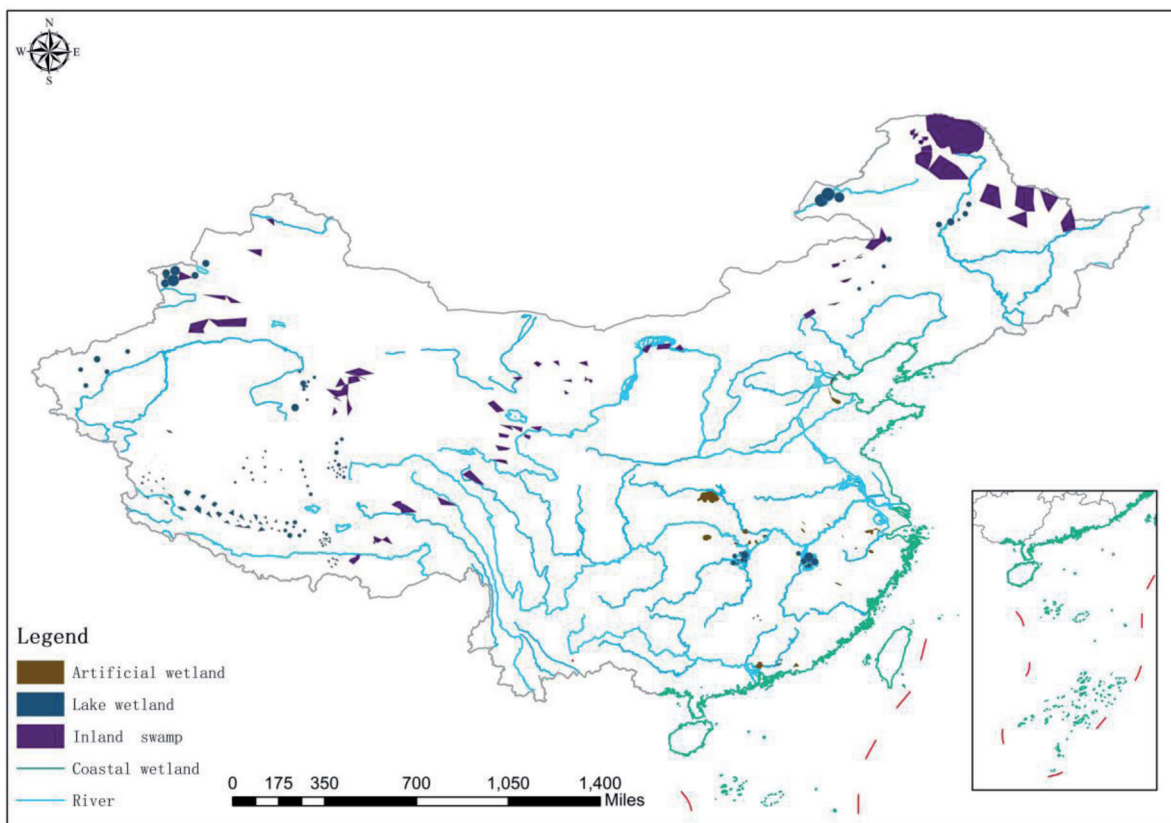 N
W E
S
Legend
Artificial wetland
Lake wetland
Inland swamp
Coastal wetland
River
0 175 350 700 1,050 1,400
Miles